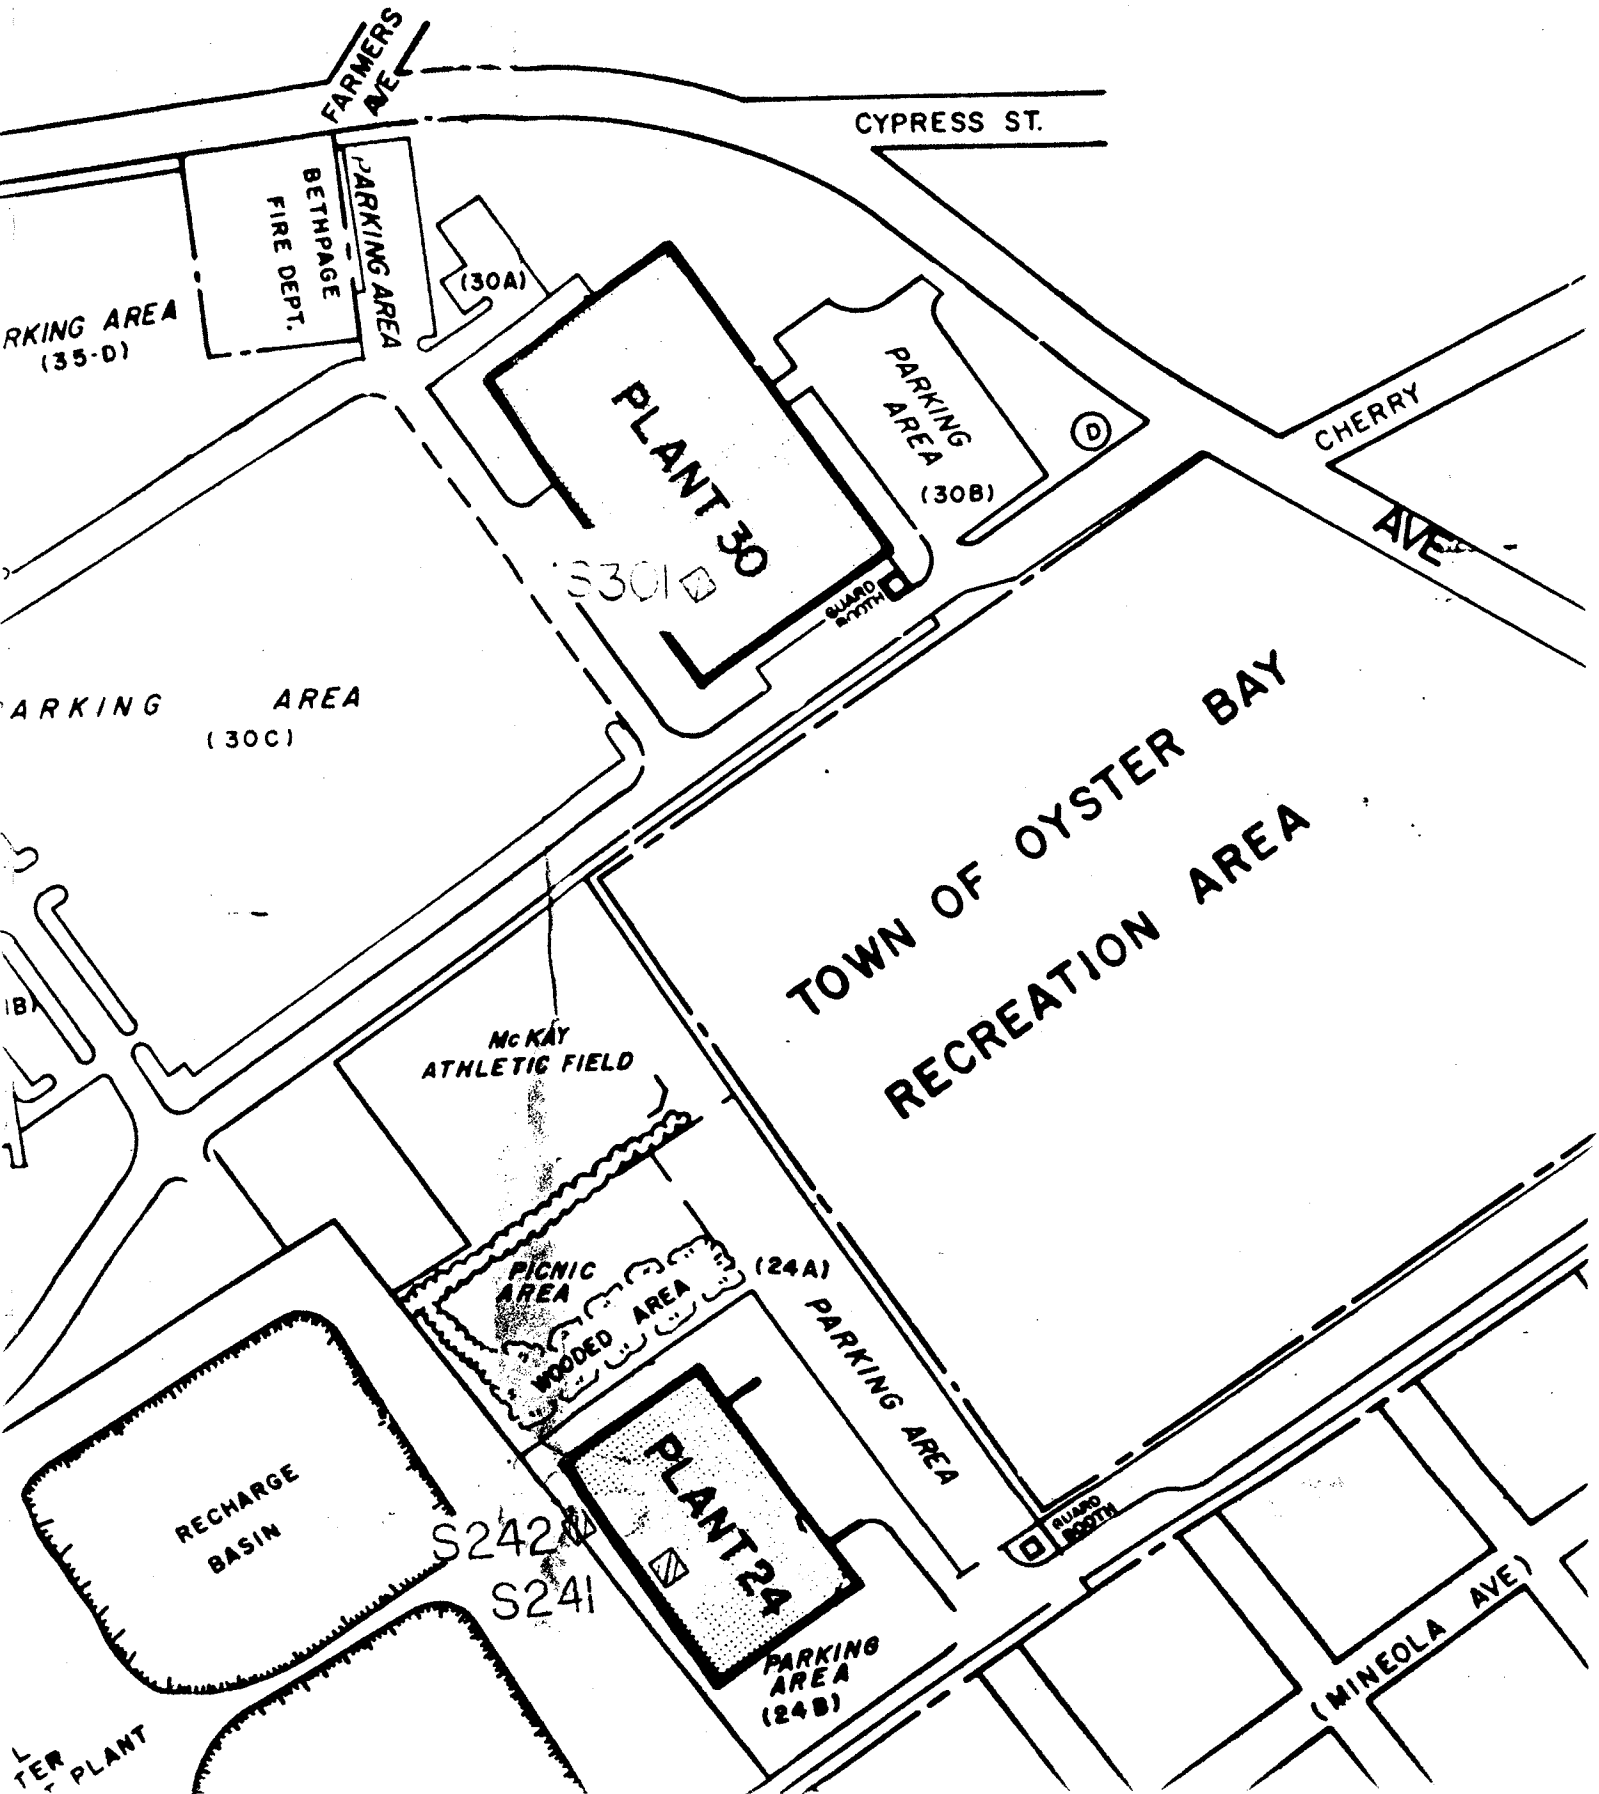 FARMERS
AVE.
CYPRESS ST.
BETHPAGE
FIRE DEPT.
PARKING AREA
(30A)
RKING AREA
(35-D)
PLANT 30
PARKING
AREA
(30B)
D
CHERRY
AVE
S301
GUARD
BOOTH
ARKING AREA
(30C)
TOWN OF OYSTER BAY
RECREATION AREA
McKAY
ATHLETIC FIELD
PICNIC
AREA
WOODED AREA
(24A)
PARKING AREA
RECHARGE
BASIN
PLANT 24
S242
S241
GUARD
BOOTH
PARKING
AREA
(24B)
(MINEOLA AVE)
TER
PLANT